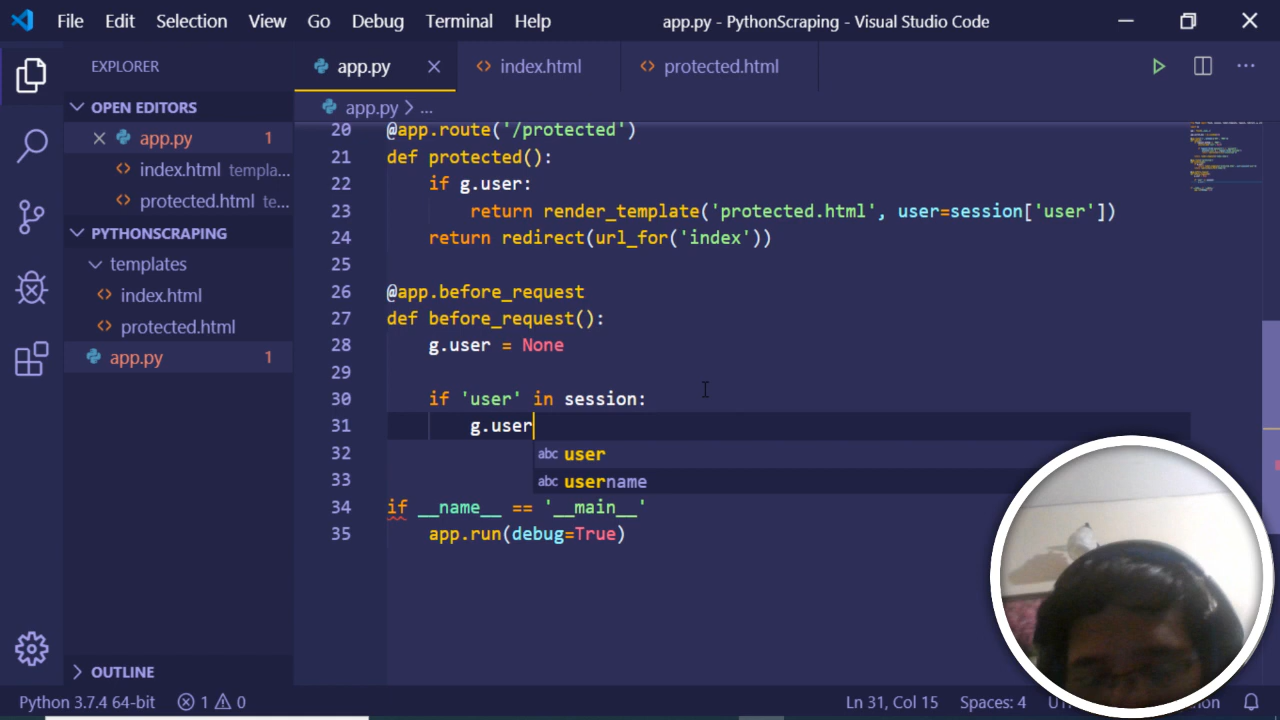 File Edit Selection View Go Debug Terminal Help app.py - PythonScraping - Visual Studio Code
EXPLORER
OPEN EDITORS
app.py 1
index.html templa...
protected.html te...
PYTHONSCRAPING
templates
index.html
protected.html
app.py 1
OUTLINE
app.py index.html protected.html
app.py > ...
20 @app.route('/protected')
21 def protected():
22 if g.user:
23 return render_template('protected.html', user=session['user'])
24 return redirect(url_for('index'))
25
26 @app.before_request
27 def before_request():
28 g.user = None
29
30 if 'user' in session:
31 g.user
32 abc user
33 abc username
34 if __name__ == '__main__'
35 app.run(debug=True)
Python 3.7.4 64-bit 1 0 Ln 31, Col 15 Spaces: 4